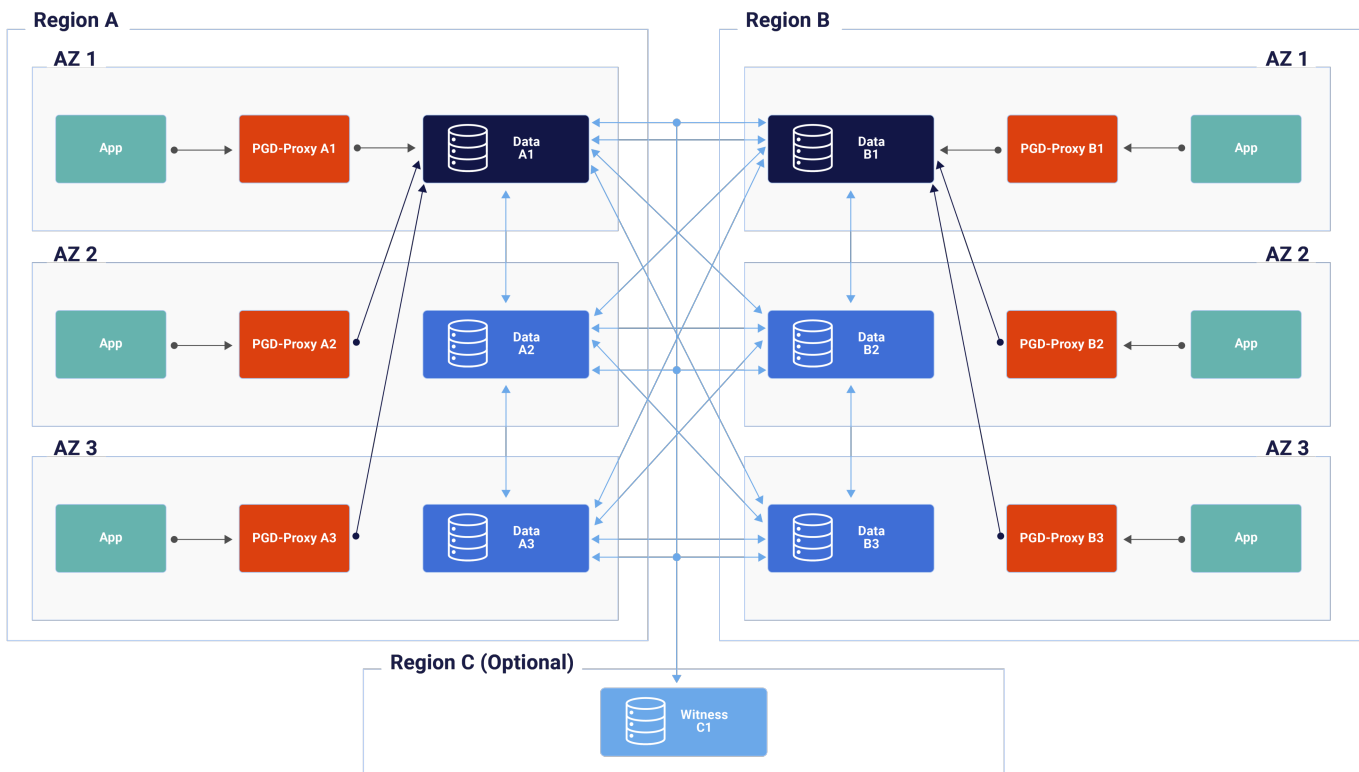 Region A
Region B
AZ 1
AZ 1
App
PGD-Proxy A1
Data
A1
Data
B1
PGD-Proxy B1
App
AZ 2
AZ 2
App
PGD-Proxy A2
Data
A2
Data
B2
PGD-Proxy B2
App
AZ 3
AZ 3
App
PGD-Proxy A3
Data
A3
Data
B3
PGD-Proxy B3
App
Region C (Optional)
Witness
C1